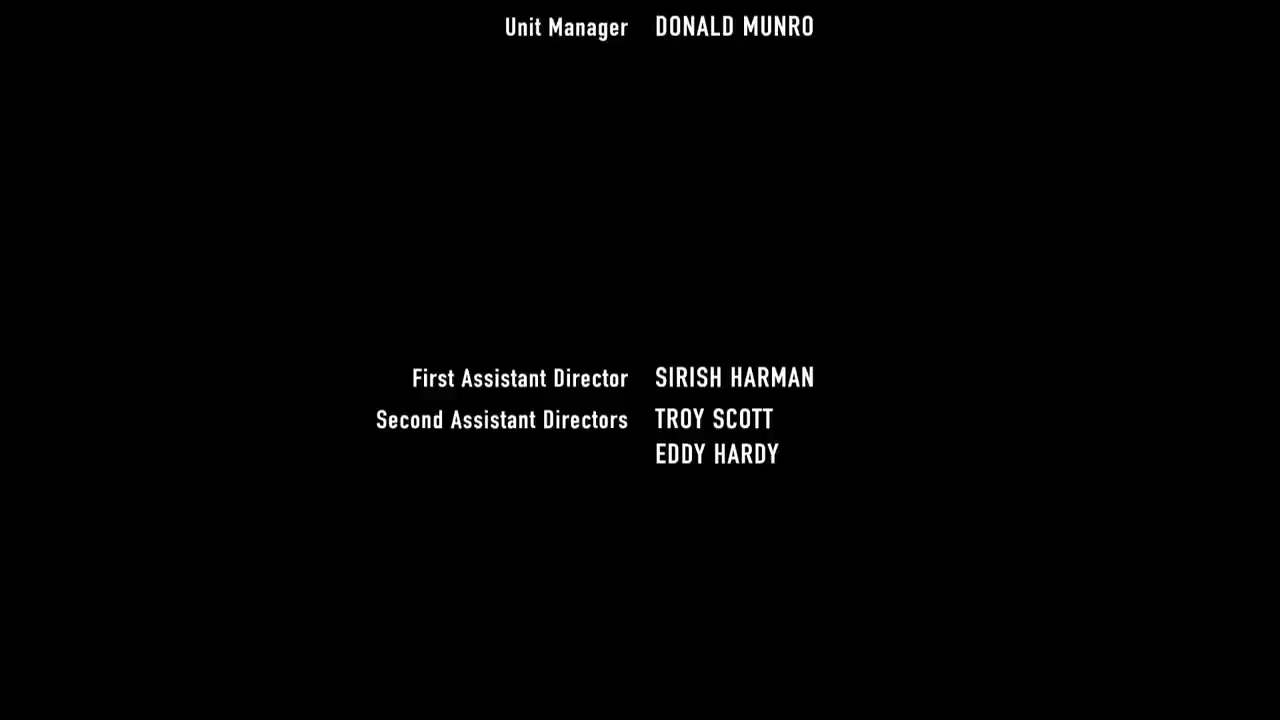 Unit Manager DONALD MUNRO
First Assistant Director SIRISH HARMAN
Second Assistant Directors TROY SCOTT
EDDY HARDY